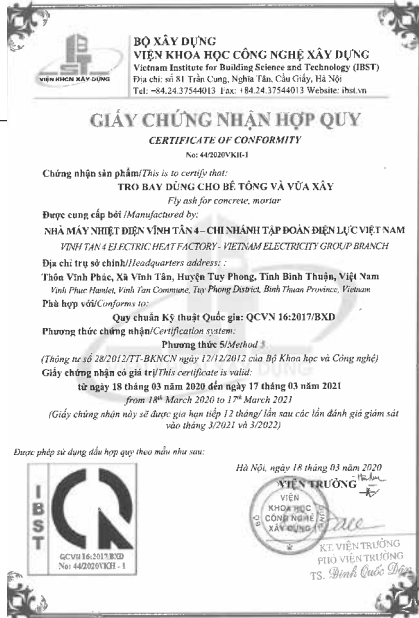 BỘ XÂY DỰNG
VIỆN KHOA HỌC CÔNG NGHỆ XÂY DỰNG
Vietnam Institute for Building Science and Technology (IBST)
Địa chỉ: số 81 Trần Cung, Nghĩa Tân, Cầu Giấy, Hà Nội
Tel: +84.24.37544013 Fax: +84.24.37544013 Website: ibst.vn
VIỆN KHCN XÂY DỰNG
GIẤY CHỨNG NHẬN HỢP QUY
CERTIFICATE OF CONFORMITY
No: 44/2020VKH-1
Chứng nhận sản phẩm/This is to certify that:
TRO BAY DÙNG CHO BÊ TÔNG VÀ VỮA XÂY
Fly ash for concrete, mortar
Được cung cấp bởi /Manufactured by:
NHÀ MÁY NHIỆT ĐIỆN VĨNH TÂN 4 – CHI NHÁNH TẬP ĐOÀN ĐIỆN LỰC VIỆT NAM
VINH TAN 4 ELECTRIC HEAT FACTORY - VIETNAM ELECTRICITY GROUP BRANCH
Địa chỉ trụ sở chính/Headquarters address: :
Thôn Vĩnh Phúc, Xã Vĩnh Tân, Huyện Tuy Phong, Tỉnh Bình Thuận, Việt Nam
Vinh Phuc Hamlet, Vinh Tan Commune, Tuy Phong District, Binh Thuan Province, Vietnam
Phù hợp với/Conforms to:
Quy chuẩn Kỹ thuật Quốc gia: QCVN 16:2017/BXD
Phương thức chứng nhận/Certification system:
Phương thức 5/Method 5
(Thông tư số 28/2012/TT-BKHCN ngày 12/12/2012 của Bộ Khoa học và Công nghệ)
Giấy chứng nhận có giá trị/This certificate is valid:
từ ngày 18 tháng 03 năm 2020 đến ngày 17 tháng 03 năm 2021
from 18th March 2020 to 17th March 2021
(Giấy chứng nhận này sẽ được gia hạn tiếp 12 tháng/ lần sau các lần đánh giá giám sát
vào tháng 3/2021 và 3/2022)
Được phép sử dụng dấu hợp quy theo mẫu như sau:
Hà Nội, ngày 18 tháng 03 năm 2020
VIỆN TRƯỞNG
VIỆN
KHOA HỌC
CÔNG NGHỆ
XÂY DỰNG
KT. VIỆN TRƯỞNG
PHÓ VIỆN TRƯỞNG
TS. Đinh Quốc Dân
IBST
QCVN 16:2017/BXD
No: 44/2020VKH - 1